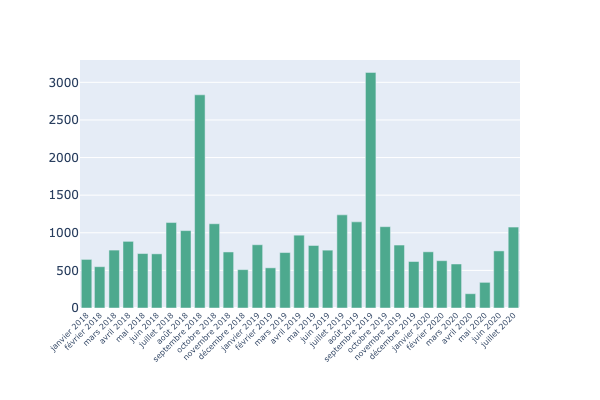 3000
2500
2000
1500
1000
500
0
janvier 2018
février 2018
mars 2018
avril 2018
mai 2018
juin 2018
juillet 2018
août 2018
septembre 2018
octobre 2018
novembre 2018
décembre 2018
janvier 2019
février 2019
mars 2019
avril 2019
mai 2019
juin 2019
juillet 2019
août 2019
septembre 2019
octobre 2019
novembre 2019
décembre 2019
janvier 2020
février 2020
mars 2020
avril 2020
mai 2020
juin 2020
juillet 2020